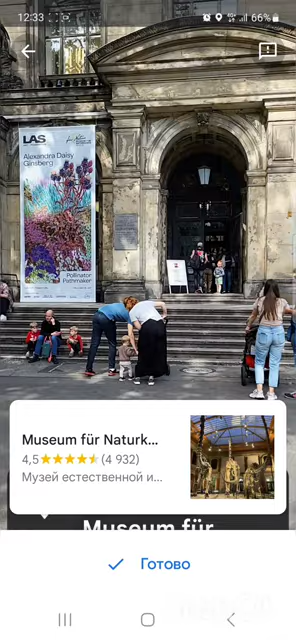 12:33
66%
LAS
Alexandra Daisy
Ginsberg
Pollinator
Pathmaker
Museum für Naturk...
4,5 (4 932)
Музей естественной и...
Museum für
Готово